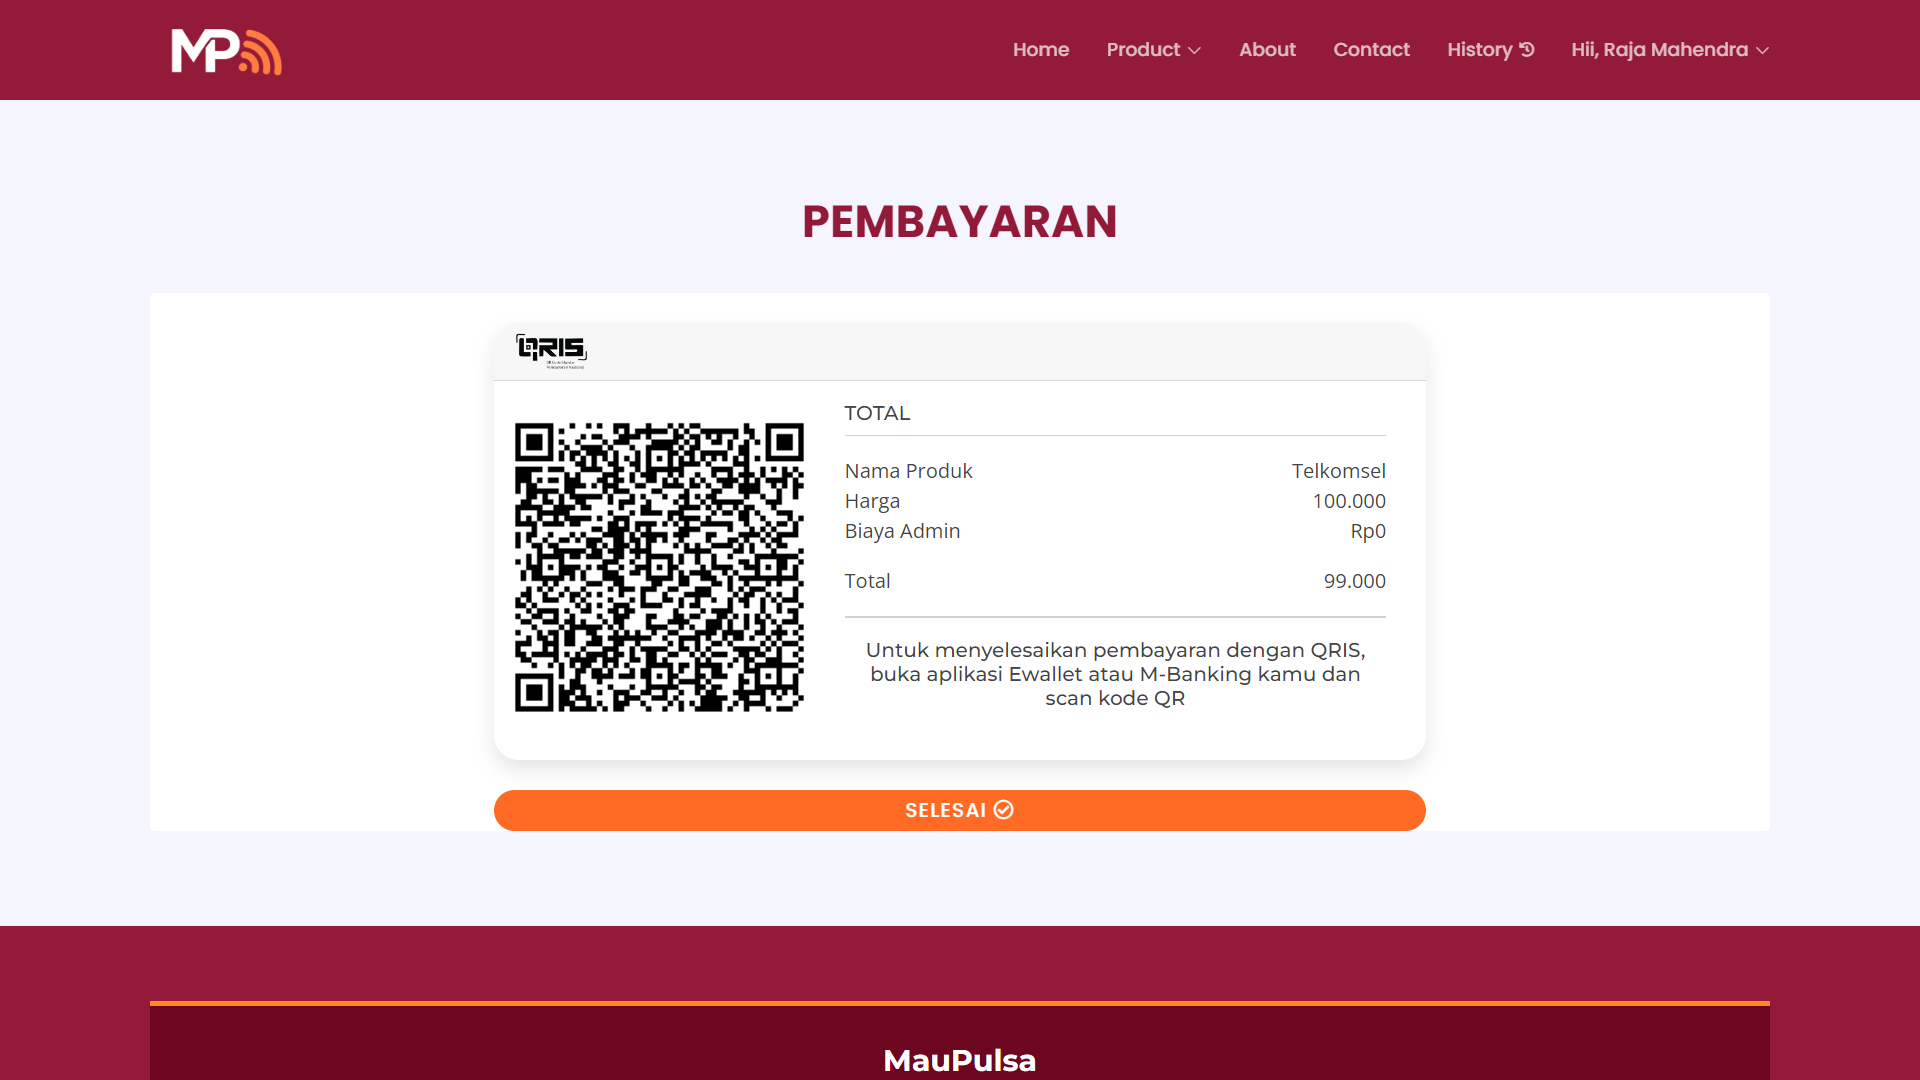 MP
Home Product About Contact History Hii, Raja Mahendra
PEMBAYARAN
QRIS
TOTAL
Nama Produk Telkomsel
Harga 100.000
Biaya Admin Rp0
Total 99.000
Untuk menyelesaikan pembayaran dengan QRIS,
buka aplikasi Ewallet atau M-Banking kamu dan
scan kode QR
SELESAI
MauPulsa